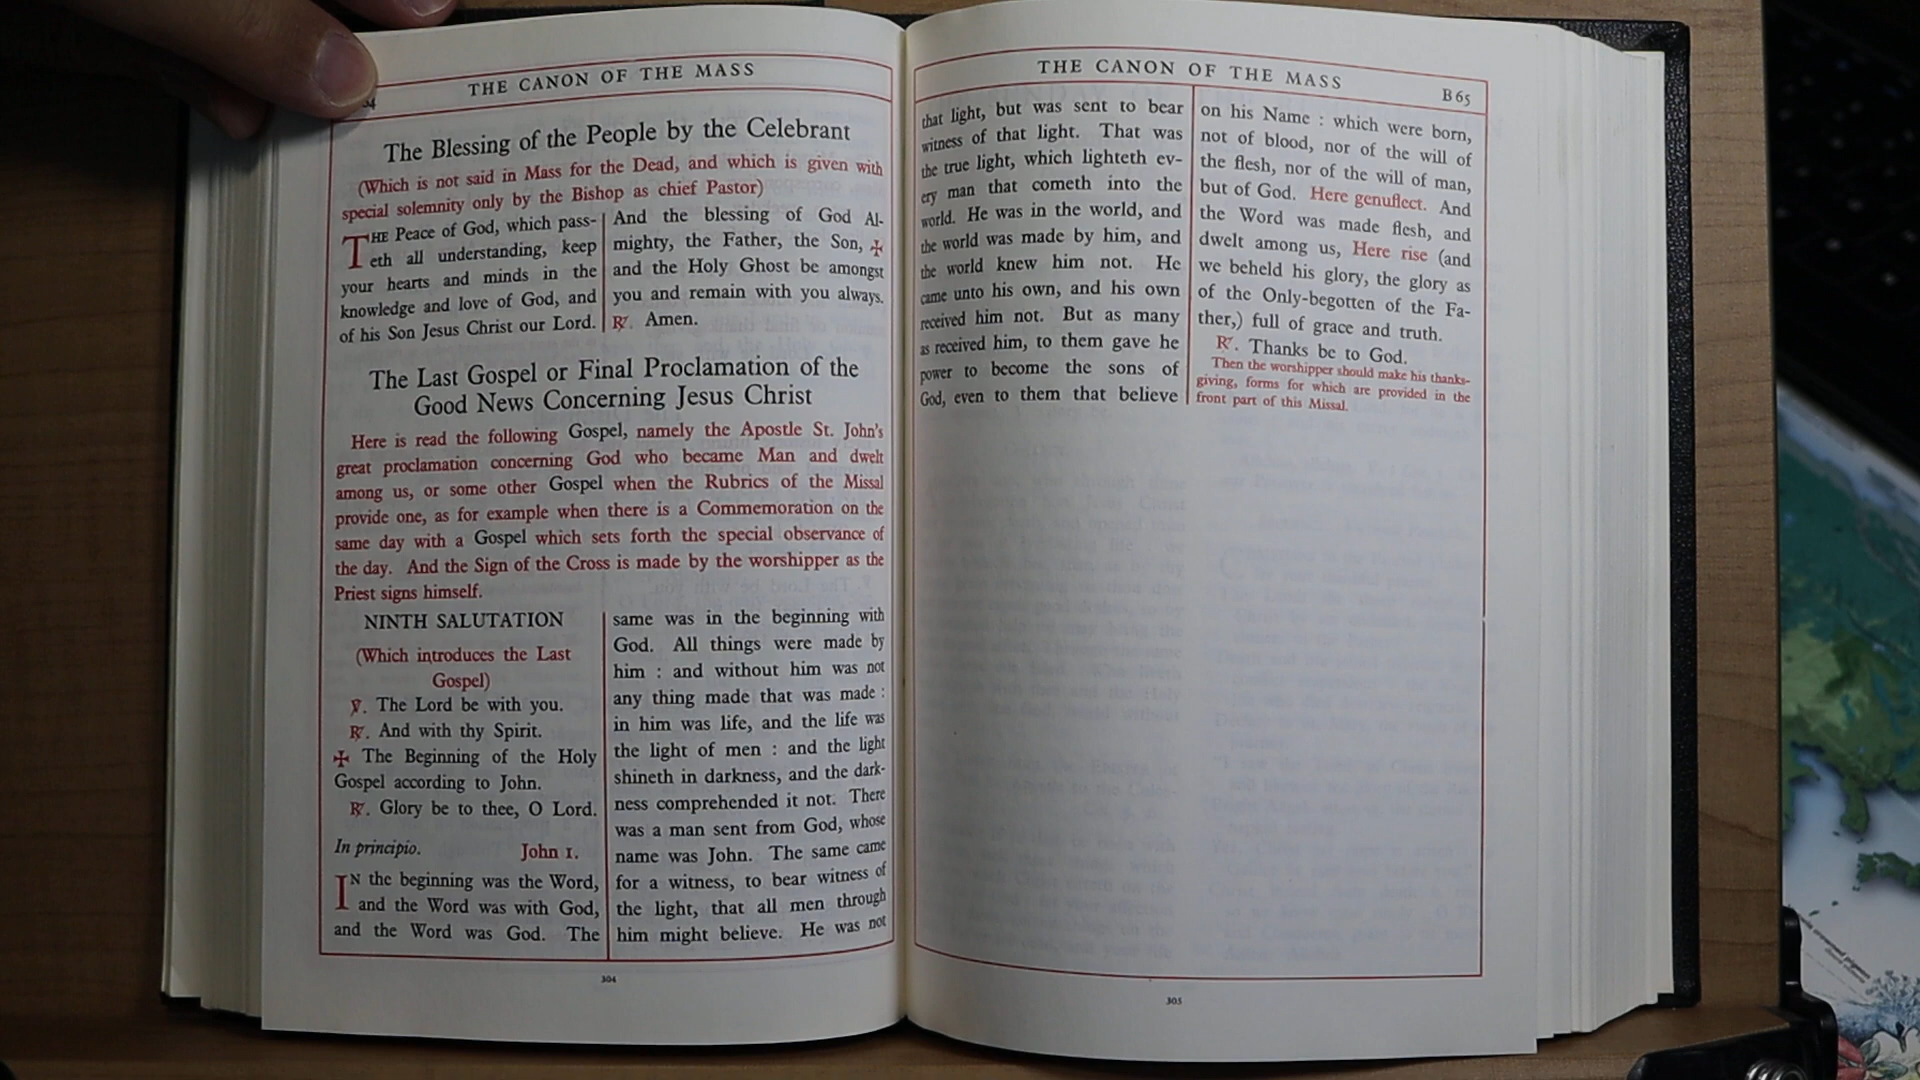 THE CANON OF THE MASS
The Blessing of the People by the Celebrant
(Which is not said in Mass for the Dead, and which is given with
special solemnity only by the Bishop as chief Pastor)
THE Peace of God, which pass-
eth all understanding, keep
your hearts and minds in the
knowledge and love of God, and
of his Son Jesus Christ our Lord.
And the blessing of God Al-
mighty, the Father, the Son, ✠
and the Holy Ghost be amongst
you and remain with you always.
℟. Amen.
The Last Gospel or Final Proclamation of the
Good News Concerning Jesus Christ
Here is read the following Gospel, namely the Apostle St. John's
great proclamation concerning God who became Man and dwelt
among us, or some other Gospel when the Rubrics of the Missal
provide one, as for example when there is a Commemoration on the
same day with a Gospel which sets forth the special observance of
the day. And the Sign of the Cross is made by the worshipper as the
Priest signs himself.
NINTH SALUTATION
(Which introduces the Last
Gospel)
℣. The Lord be with you.
℟. And with thy Spirit.
✠ The Beginning of the Holy
Gospel according to John.
℟. Glory be to thee, O Lord.
In principio. John 1.
IN the beginning was the Word,
and the Word was with God,
and the Word was God. The
same was in the beginning with
God. All things were made by
him : and without him was not
any thing made that was made :
in him was life, and the life was
the light of men : and the light
shineth in darkness, and the dark-
ness comprehended it not. There
was a man sent from God, whose
name was John. The same came
for a witness, to bear witness of
the light, that all men through
him might believe. He was not
304
THE CANON OF THE MASS
B 65
that light, but was sent to bear
witness of that light. That was
the true light, which lighteth ev-
ery man that cometh into the
world. He was in the world, and
the world was made by him, and
the world knew him not. He
came unto his own, and his own
received him not. But as many
as received him, to them gave he
power to become the sons of
God, even to them that believe
on his Name : which were born,
not of blood, nor of the will of
the flesh, nor of the will of man,
but of God. Here genuflect. And
the Word was made flesh, and
dwelt among us, Here rise (and
we beheld his glory, the glory as
of the Only-begotten of the Fa-
ther,) full of grace and truth.
℟. Thanks be to God.
Then the worshipper should make his thanks-
giving, forms for which are provided in the
front part of this Missal.
305